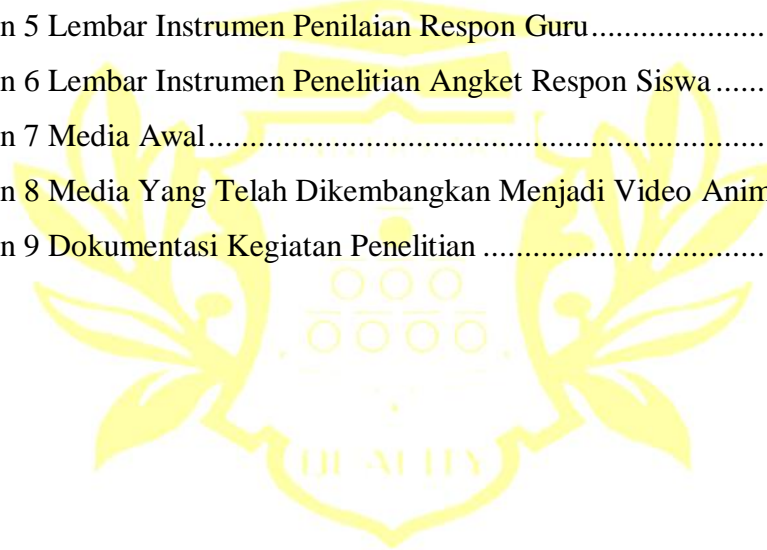 n 5 Lembar Instrumen Penilaian Respon Guru.....................
n 6 Lembar Instrumen Penelitian Angket Respon Siswa ......
n 7 Media Awal.....................................................................
n 8 Media Yang Telah Dikembangkan Menjadi Video Anim
n 9 Dokumentasi Kegiatan Penelitian ..................................